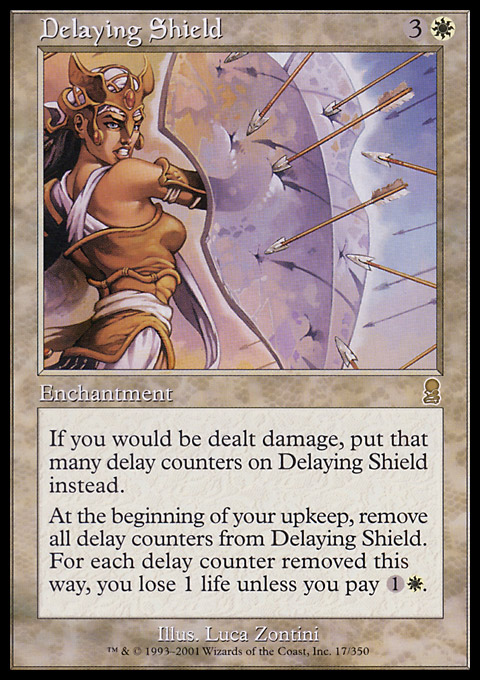 Delaying Shield 3
Enchantment
If you would be dealt damage, put that
many delay counters on Delaying Shield
instead.
At the beginning of your upkeep, remove
all delay counters from Delaying Shield.
For each delay counter removed this
way, you lose 1 life unless you pay 1 .
Illus. Luca Zontini
™ & © 1993–2001 Wizards of the Coast, Inc. 17/350